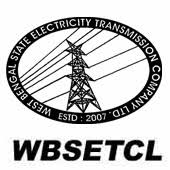 WEST BENGAL STATE ELECTRICITY TRANSMISSION COMPANY LTD.
ESTD : 2007
WBSETCL